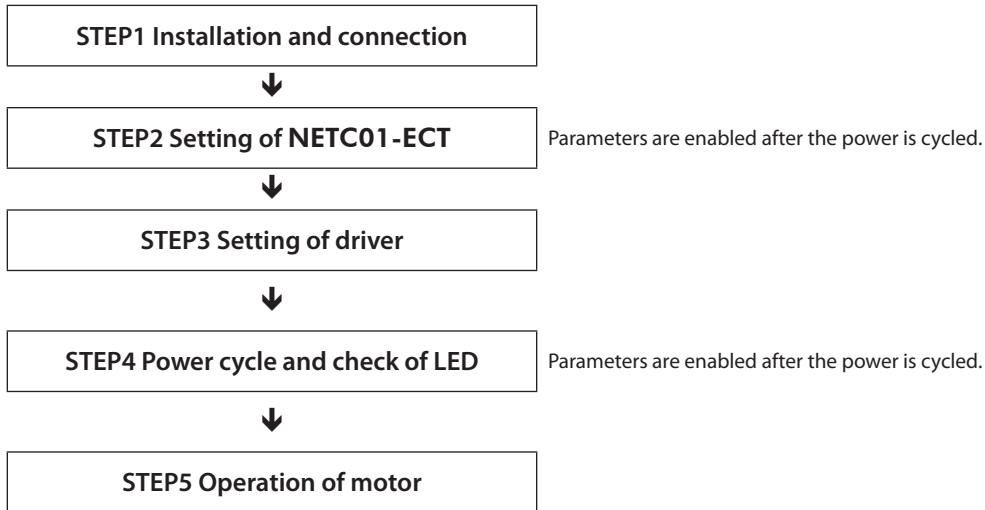 STEP1 Installation and connection
STEP2 Setting of NETC01-ECT
Parameters are enabled after the power is cycled.
STEP3 Setting of driver
STEP4 Power cycle and check of LED
Parameters are enabled after the power is cycled.
STEP5 Operation of motor